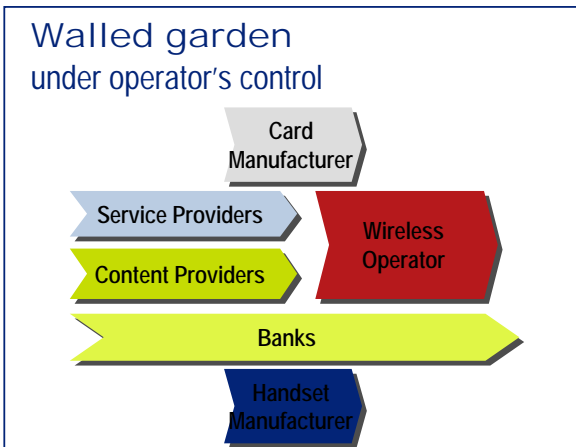 Walled garden
under operator's control
Card
Manufacturer
Service Providers
Wireless
Operator
Content Providers
Banks
Handset
Manufacturer